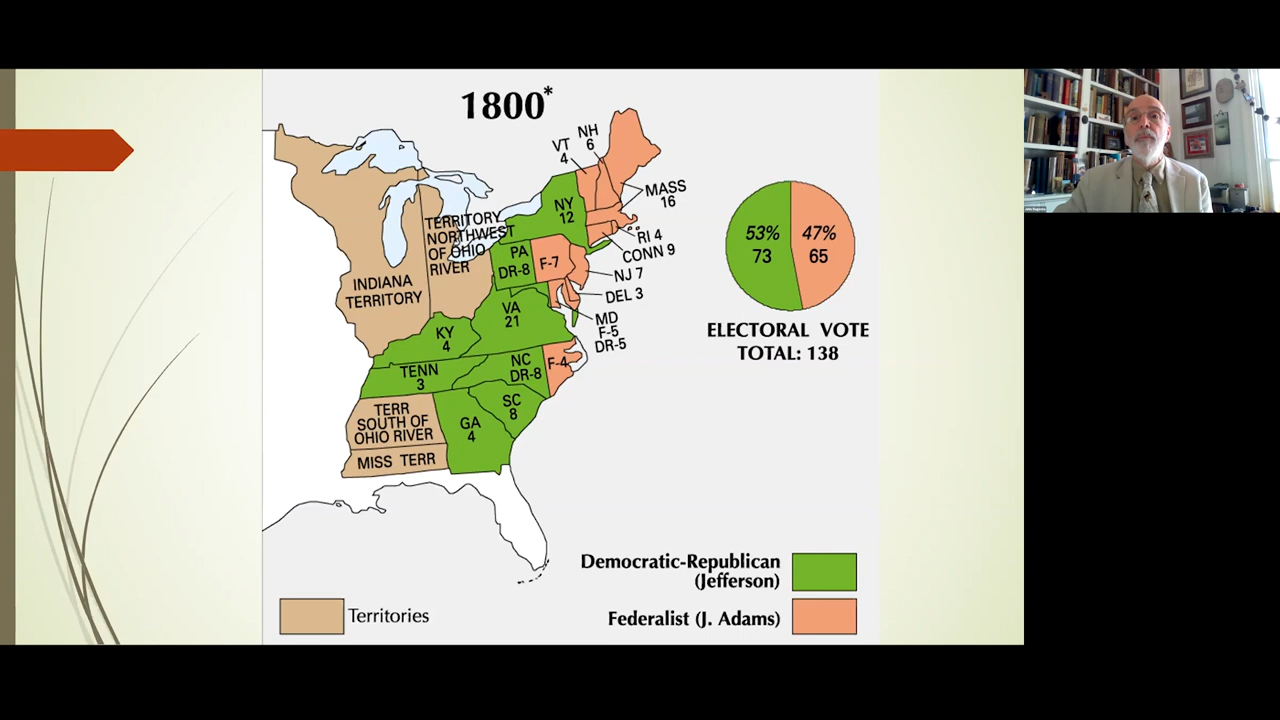 1800*
NH
6
VT
4
MASS
16
NY
12
RI 4
CONN 9
TERRITORY
NORTHWEST
OF OHIO
RIVER
PA
DR-8
F-7
NJ 7
INDIANA
TERRITORY
DEL 3
VA
21
MD
F-5
DR-5
KY
4
NC
DR-8
F-4
TENN
3
SC
8
TERR
SOUTH OF
OHIO RIVER
GA
4
MISS TERR
53%
73
47%
65
ELECTORAL VOTE
TOTAL: 138
Democratic-Republican
(Jefferson)
Federalist (J. Adams)
Territories